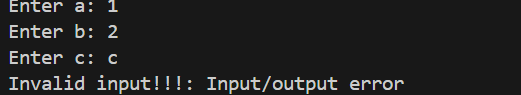 Enter a: 1
Enter b: 2
Enter c: c
Invalid input!!!: Input/output error